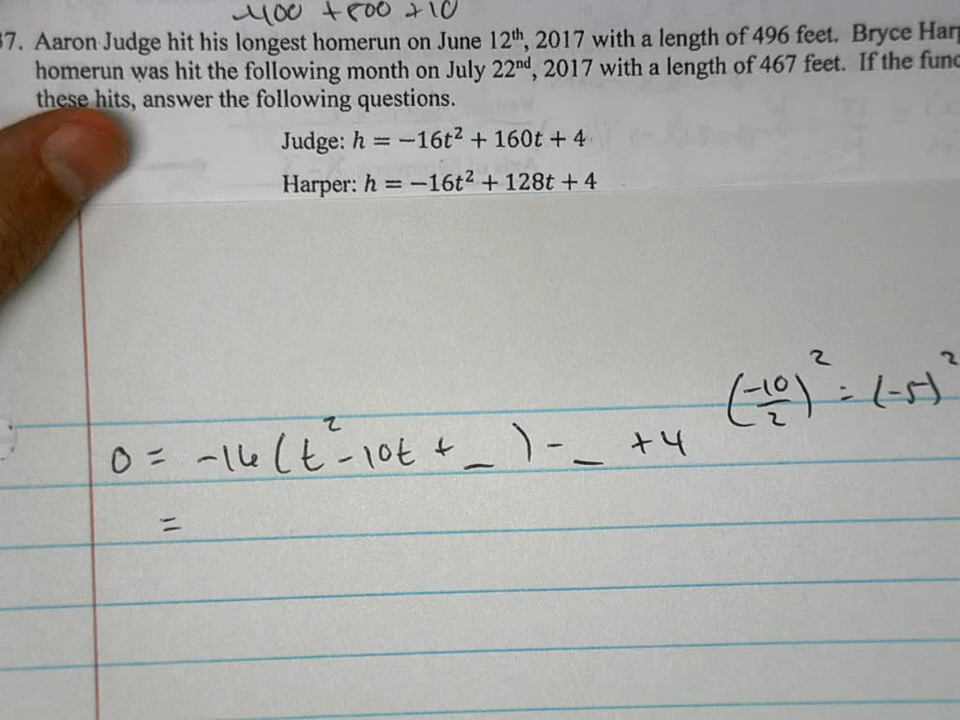 -400 +800 +10
37. Aaron Judge hit his longest homerun on June 12th, 2017 with a length of 496 feet. Bryce Harp
homerun was hit the following month on July 22nd, 2017 with a length of 467 feet. If the func
these hits, answer the following questions.
Judge: h = −16t² + 160t + 4
Harper: h = −16t² + 128t + 4
(-10/2)² = (-5)²
0 = -16(t² - 10t + _ ) - _ + 4
=